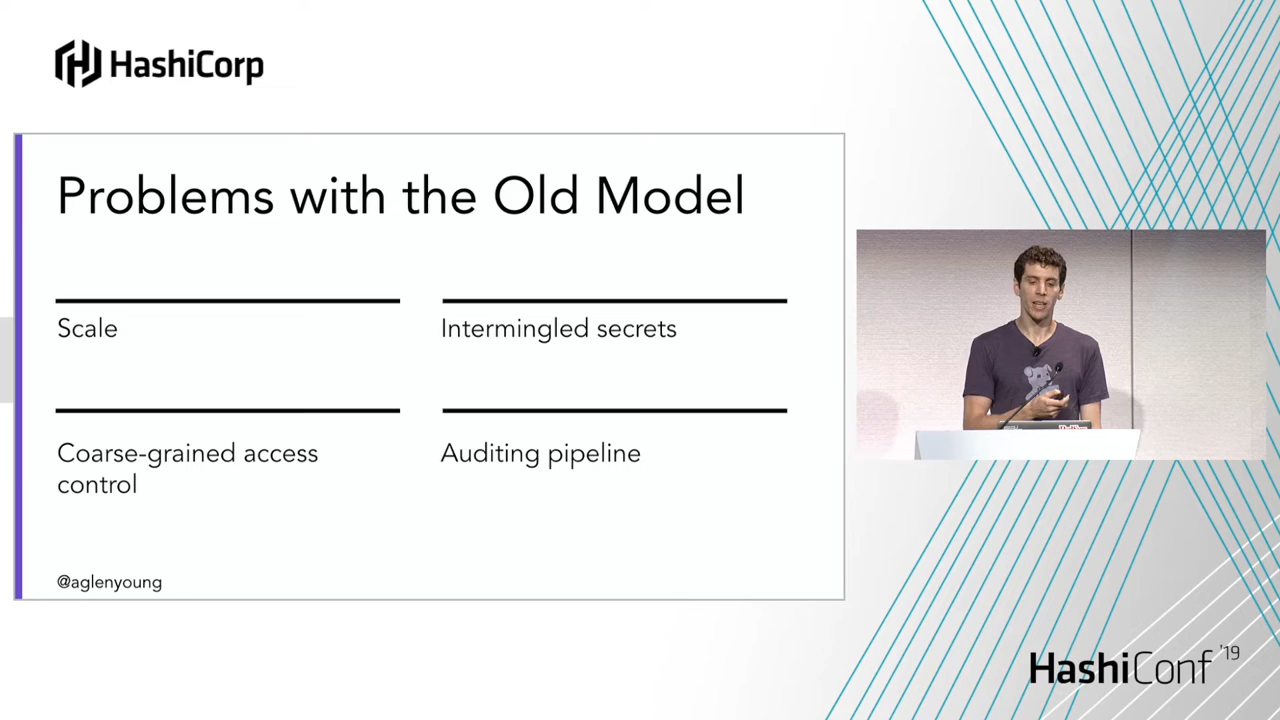 HashiCorp
Problems with the Old Model
Scale
Intermingled secrets
Coarse-grained access
control
Auditing pipeline
@aglenyoung
HashiConf '19